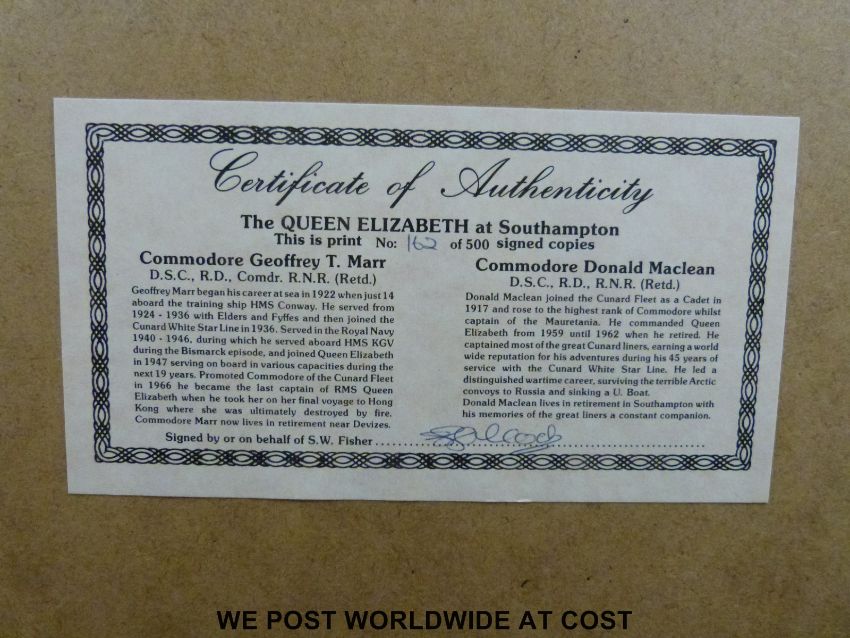 Certificate of Authenticity
The QUEEN ELIZABETH at Southampton
This is print No: 162 of 500 signed copies
Commodore Geoffrey T. Marr
D.S.C., R.D., Comdr. R.N.R. (Retd.)
Geoffrey Marr began his career at sea in 1922 when just 14
aboard the training ship HMS Conway. He served from
1924 - 1936 with Elders and Fyffes and then joined the
Cunard White Star Line in 1936. Served in the Royal Navy
1940 - 1946, during which he served aboard HMS KGV
during the Bismarck episode, and joined Queen Elizabeth
in 1947 serving on board in various capacities during the
next 19 years. Promoted Commodore of the Cunard Fleet
in 1966 he became the last captain of RMS Queen
Elizabeth when he took her on her final voyage to Hong
Kong where she was ultimately destroyed by fire.
Commodore Marr now lives in retirement near Devizes.
Commodore Donald Maclean
D.S.C., R.D., R.N.R. (Retd.)
Donald Maclean joined the Cunard Fleet as a Cadet in
1917 and rose to the highest rank of Commodore whilst
captain of the Mauretania. He commanded Queen
Elizabeth from 1959 until 1962 when he retired. He
captained most of the great Cunard liners, earning a world
wide reputation for his adventures during his 45 years of
service with the Cunard White Star Line. He led a
distinguished wartime career, surviving the terrible Arctic
convoys to Russia and sinking a U. Boat.
Donald Maclean lives in retirement in Southampton with
his memories of the great liners a constant companion.
Signed by or on behalf of S.W. Fisher
WE POST WORLDWIDE AT COST